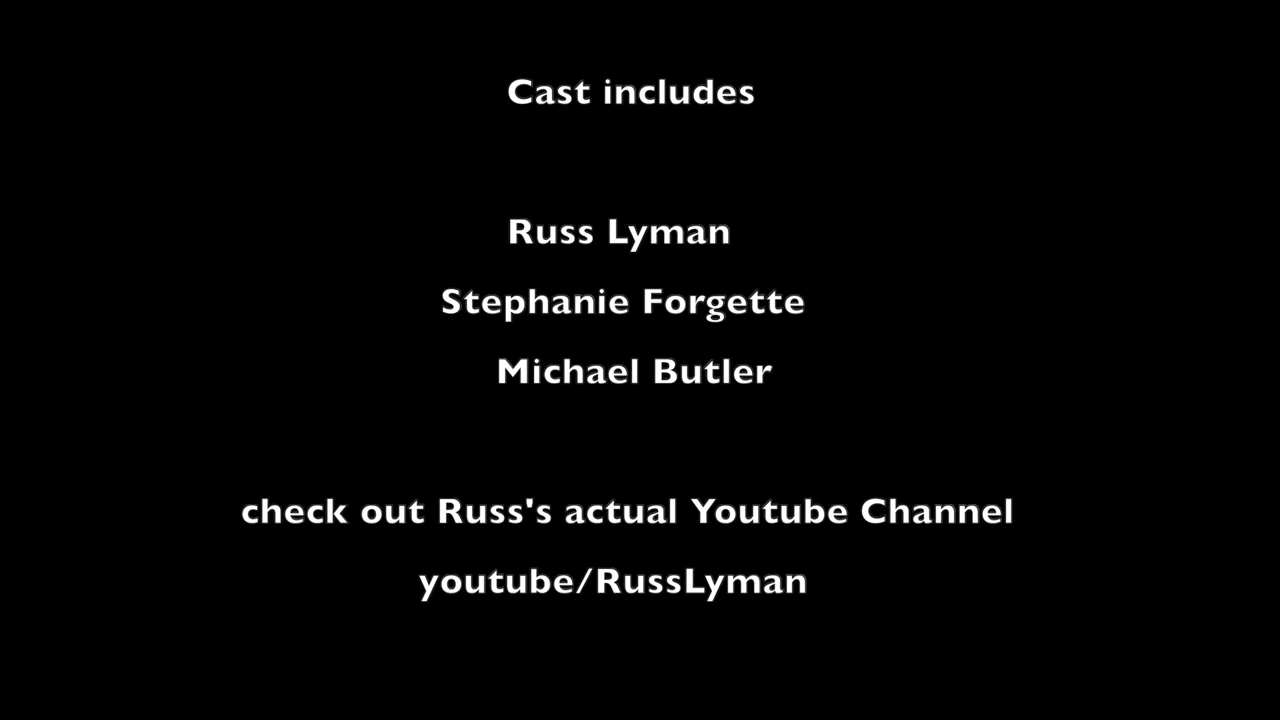 Cast includes
Russ Lyman
Stephanie Forgette
Michael Butler
check out Russ's actual Youtube Channel
youtube/RussLyman